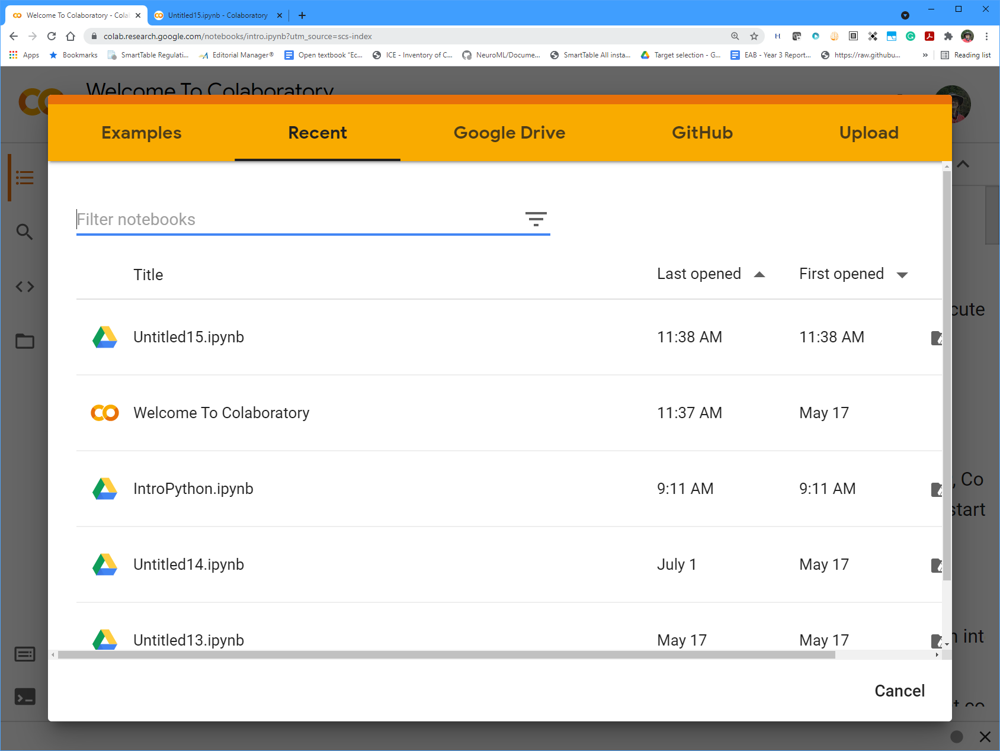 Welcome To Colaboratory - Cola
Untitled15.ipynb - Colaboratory
colab.research.google.com/notebooks/intro.ipynb?utm_source=scs-index
Apps Bookmarks SmartTable Regulati... Editorial Manager® Open textbook "Ec... ICE - Inventory of C... NeuroML/Docume... SmartTable All insta... Target selection - G... EAB - Year 3 Report... https://raw.githubu... » Reading list
Welcome To Colaboratory
Examples Recent Google Drive GitHub Upload
Filter notebooks
Title Last opened First opened
cute
Untitled15.ipynb 11:38 AM 11:38 AM
Welcome To Colaboratory 11:37 AM May 17
, Co
IntroPython.ipynb 9:11 AM 9:11 AM
start
Untitled14.ipynb July 1 May 17
n int
Untitled13.ipynb May 17 May 17
Cancel